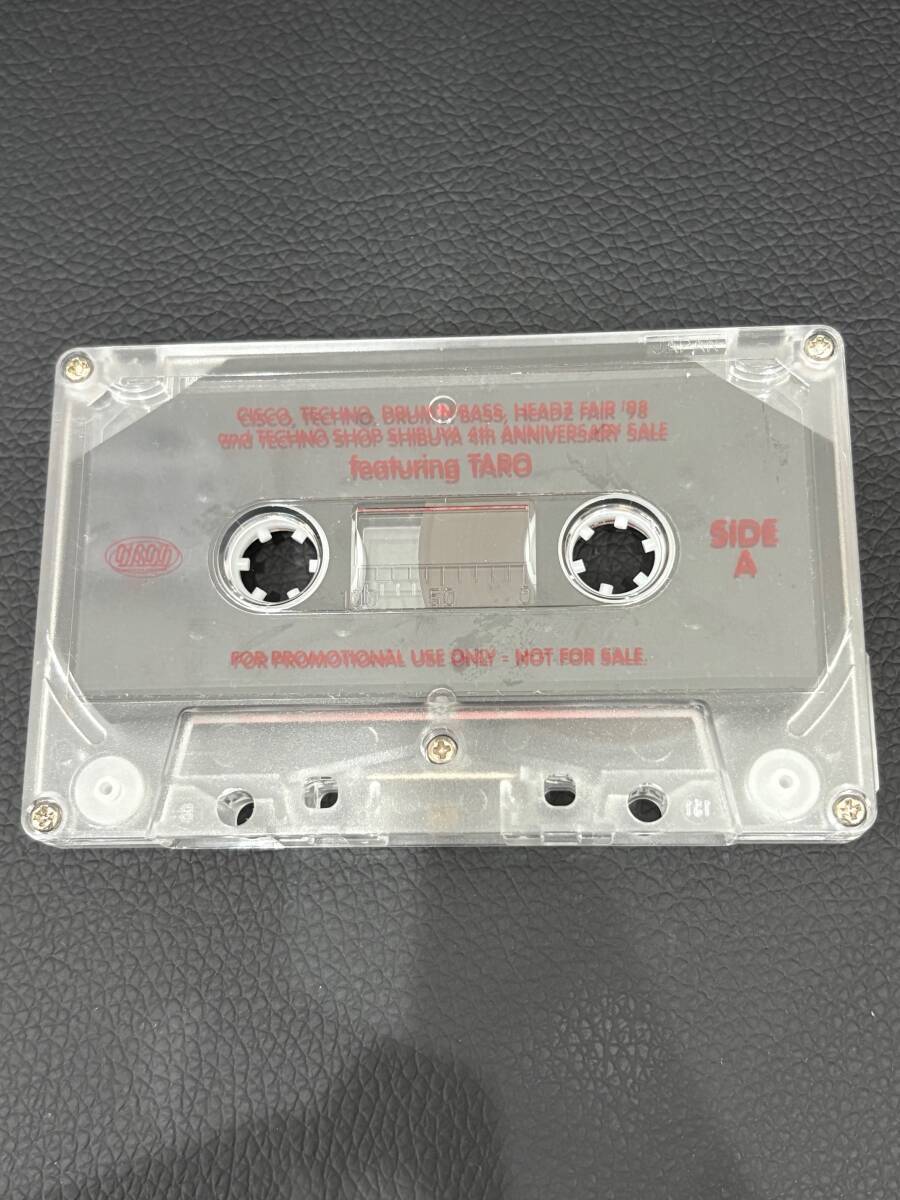 JAPAN
CISCO, TECHNO, DRUM'N BASS, HEADZ FAIR '98
and TECHNO SHOP SHIBUYA 4th ANNIVERSARY SALE
featuring TARO
CISCO
SIDE
A
100 50 0
FOR PROMOTIONAL USE ONLY - NOT FOR SALE.